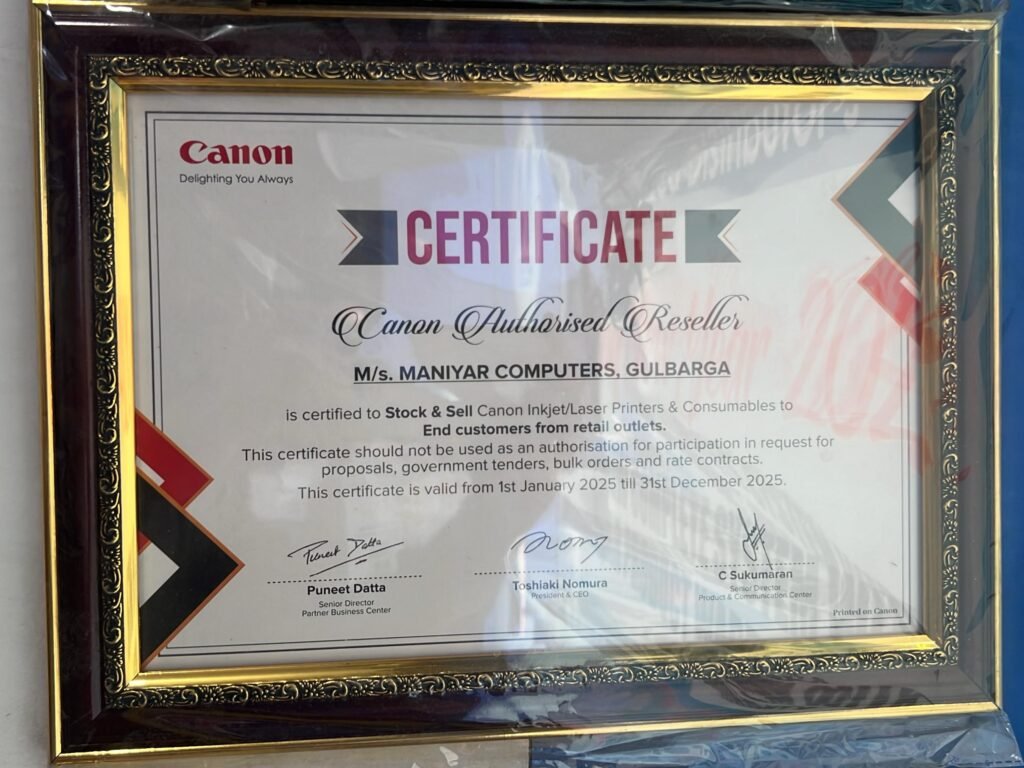 Canon
Delighting You Always
CERTIFICATE
Canon Authorised Reseller
M/s. MANIYAR COMPUTERS, GULBARGA
is certified to Stock & Sell Canon Inkjet/Laser Printers & Consumables to
End customers from retail outlets.
This certificate should not be used as an authorisation for participation in request for
proposals, government tenders, bulk orders and rate contracts.
This certificate is valid from 1st January 2025 till 31st December 2025.
Puneet Datta
Puneet Datta
Senior Director
Partner Business Center
Toshiaki Nomura
President & CEO
C Sukumaran
Senior Director
Product & Communication Center
Printed on Canon